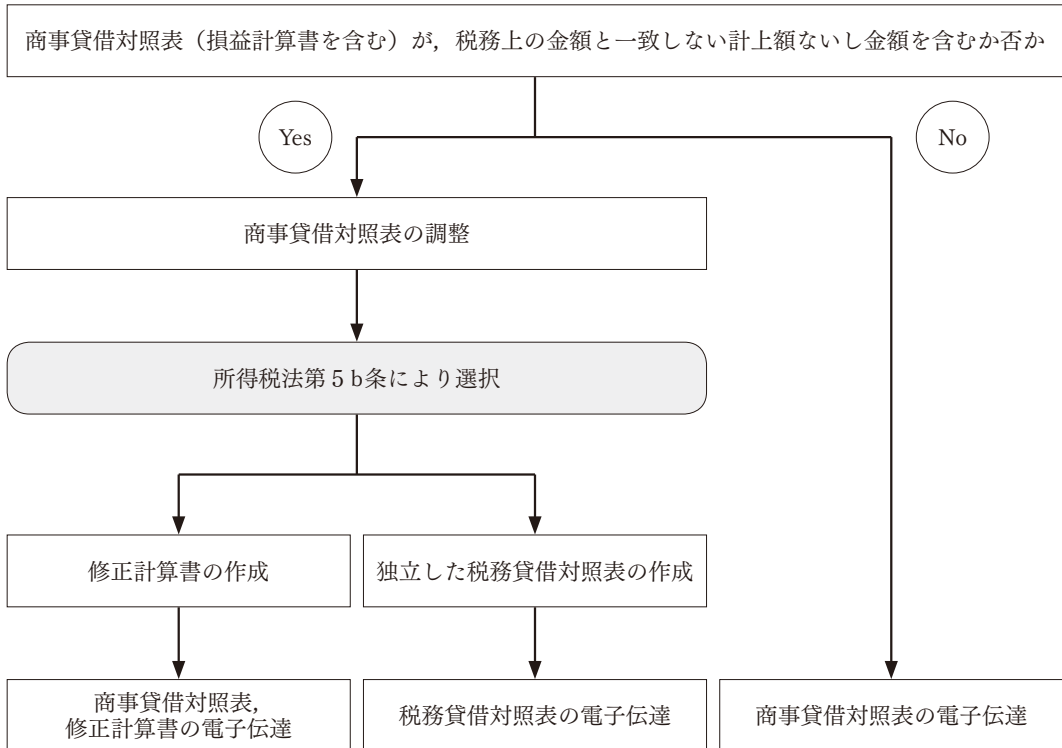 商事貸借対照表（損益計算書を含む）が，税務上の金額と一致しない計上額ないし金額を含むか否か
Yes
No
商事貸借対照表の調整
所得税法第５b条により選択
修正計算書の作成
独立した税務貸借対照表の作成
商事貸借対照表，
修正計算書の電子伝達
税務貸借対照表の電子伝達
商事貸借対照表の電子伝達